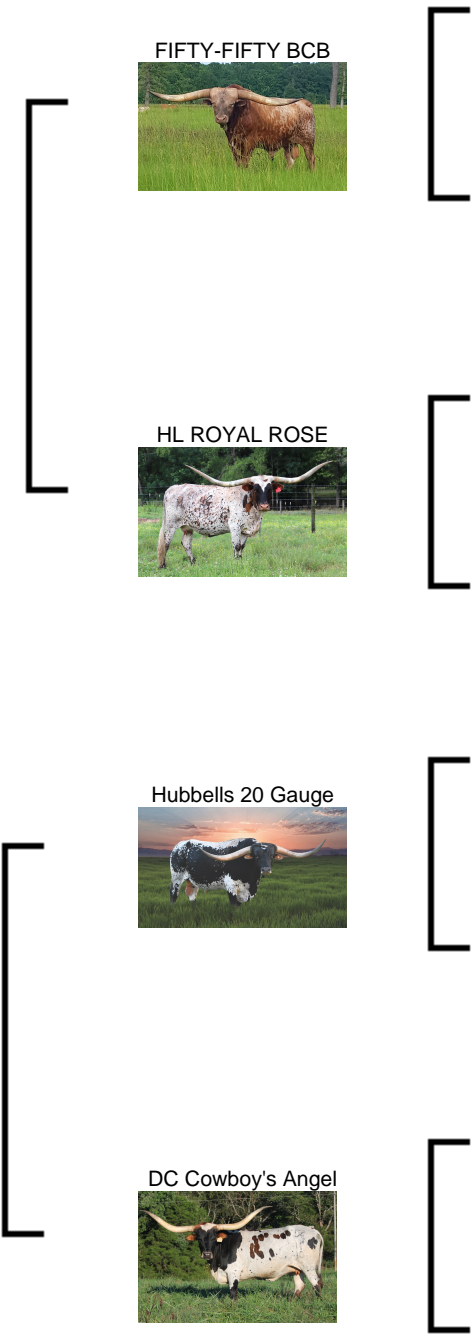 FIFTY-FIFTY BCB
HL ROYAL ROSE
Hubbells 20 Gauge
DC Cowboy's Angel